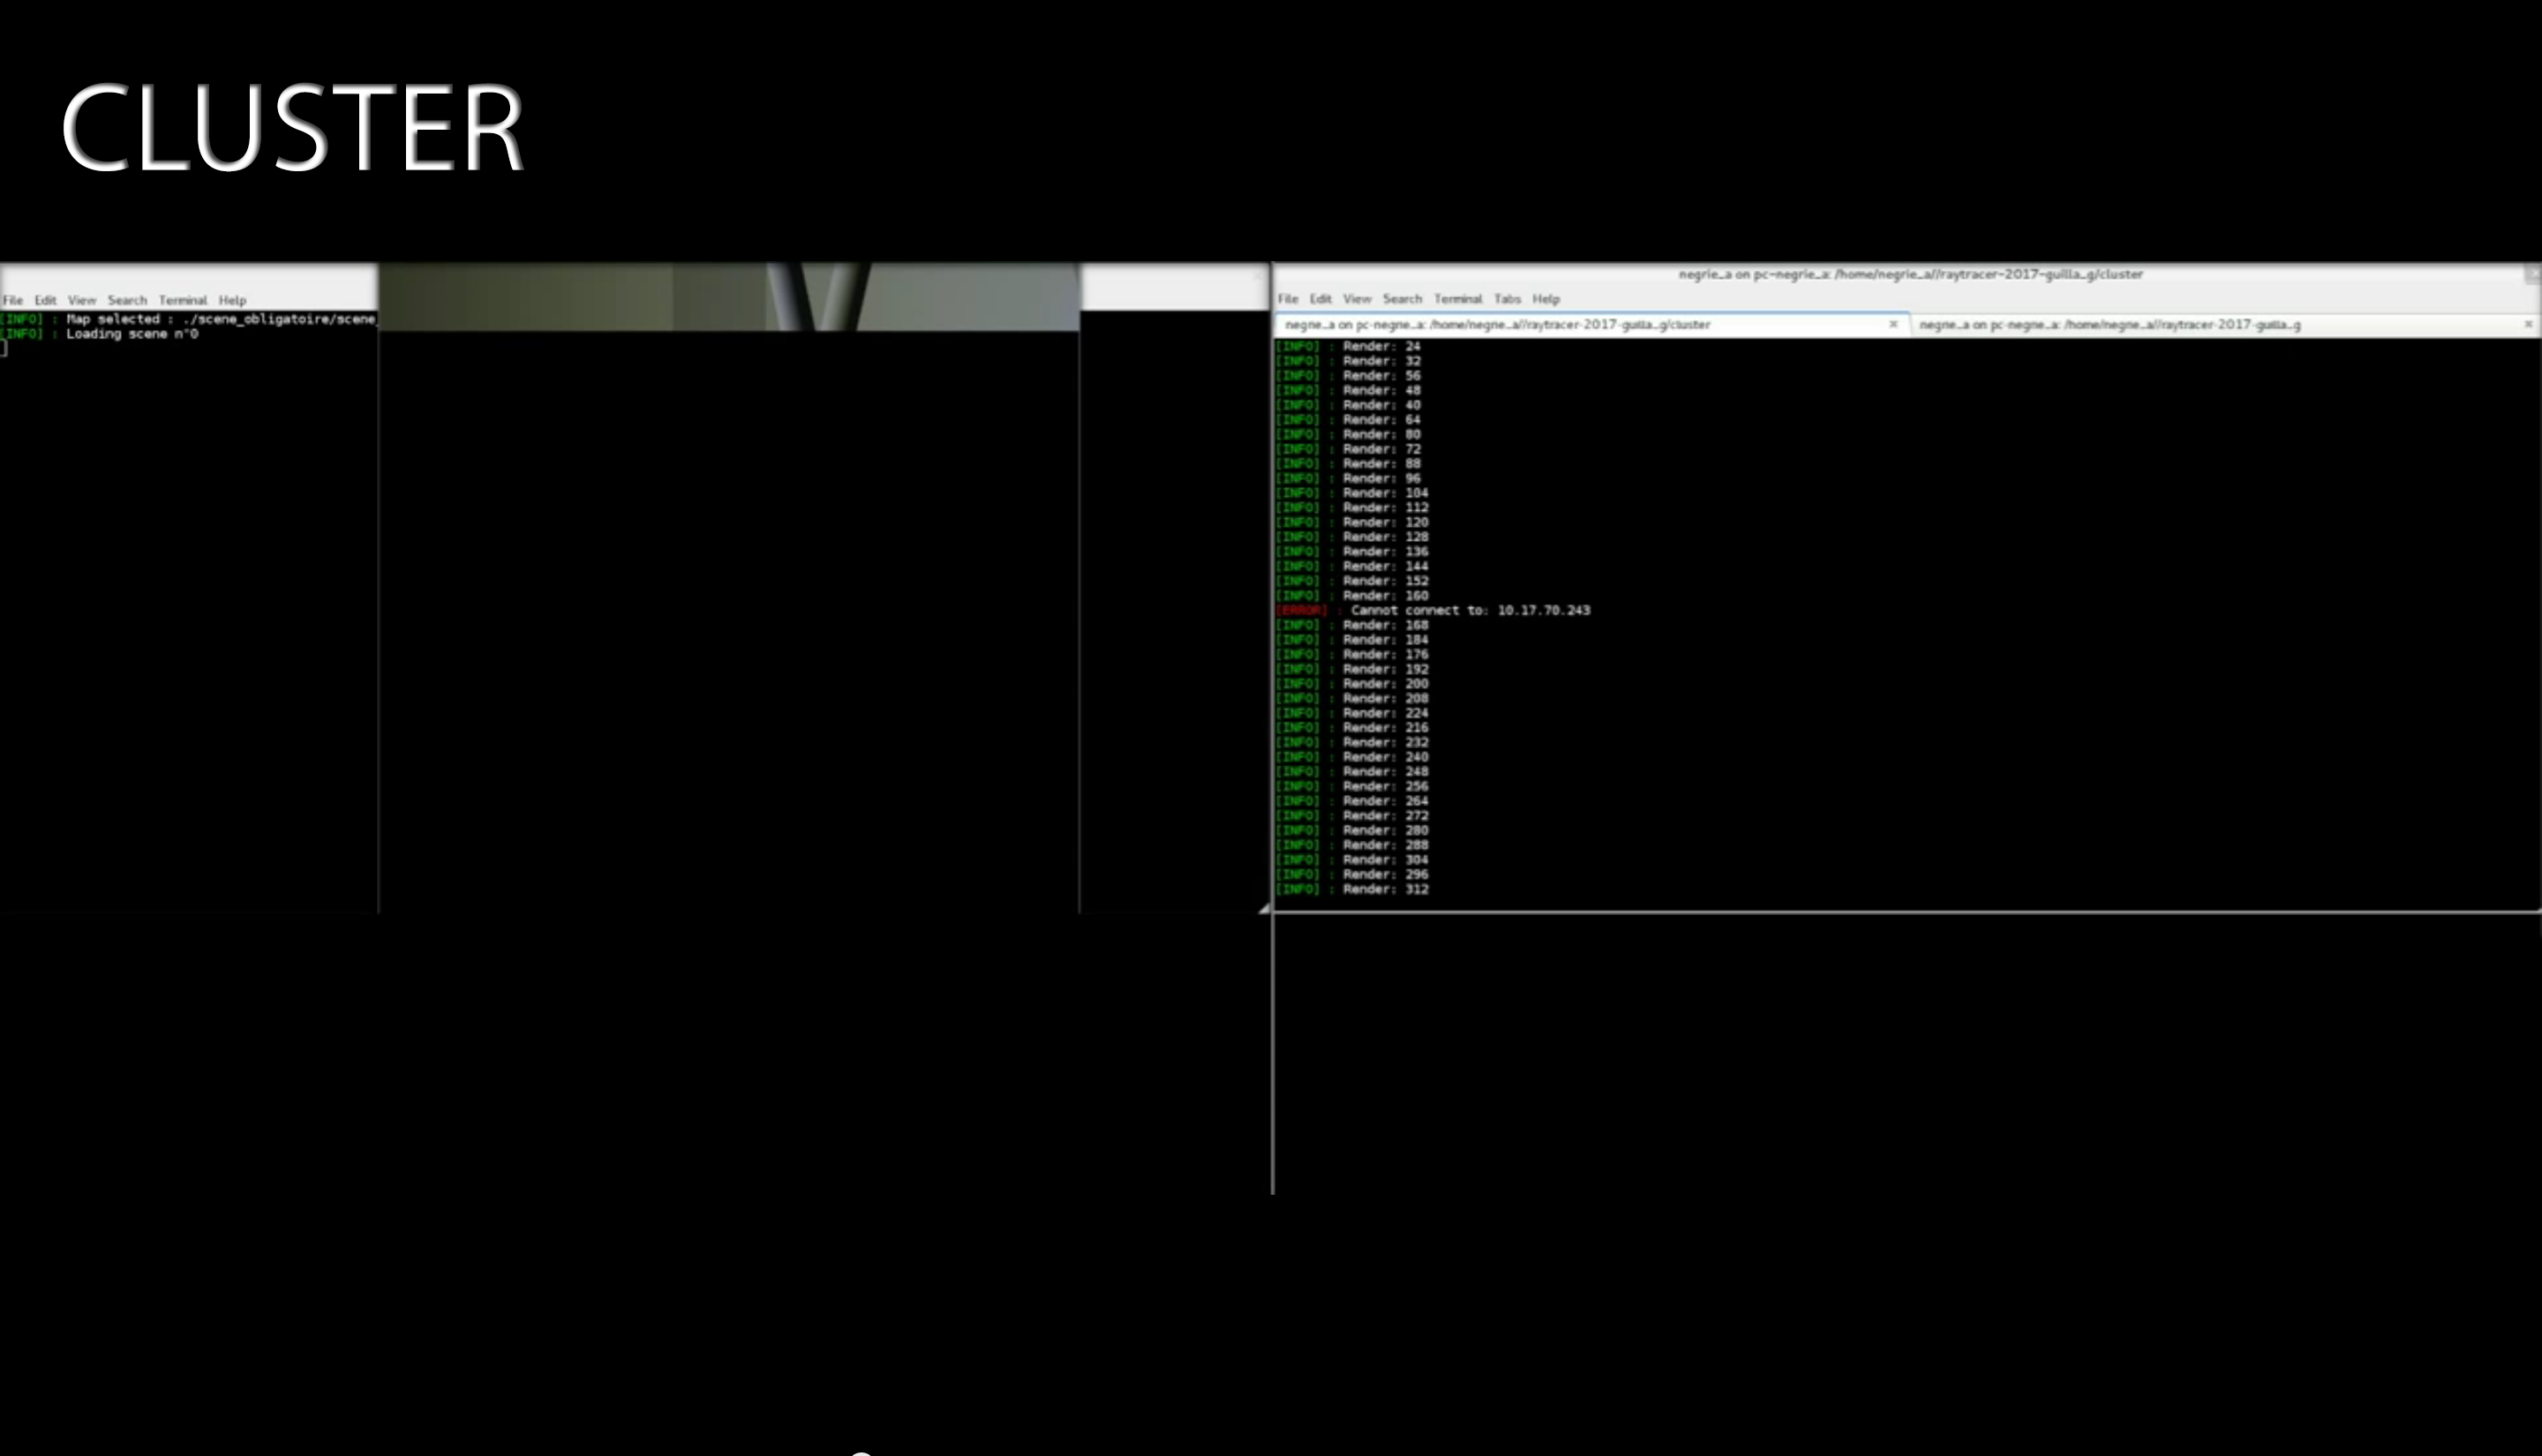 CLUSTER
File Edit View Search Terminal Help
[INFO] : Map selected : ./scene_obligatoire/scene_
[INFO] : Loading scene n°0
negrie_a on pc-negrie_a: /home/negrie_a//raytracer-2017-guilla_g/cluster
File Edit View Search Terminal Tabs Help
negrie_a on pc-negrie_a: /home/negrie_a//raytracer-2017-guilla_g/cluster
negrie_a on pc-negrie_a: /home/negrie_a//raytracer-2017-guilla_g
[INFO] : Render: 24
[INFO] : Render: 32
[INFO] : Render: 56
[INFO] : Render: 48
[INFO] : Render: 40
[INFO] : Render: 64
[INFO] : Render: 80
[INFO] : Render: 72
[INFO] : Render: 88
[INFO] : Render: 96
[INFO] : Render: 104
[INFO] : Render: 112
[INFO] : Render: 120
[INFO] : Render: 128
[INFO] : Render: 136
[INFO] : Render: 144
[INFO] : Render: 152
[INFO] : Render: 160
[ERROR] : Cannot connect to: 10.17.70.243
[INFO] : Render: 168
[INFO] : Render: 184
[INFO] : Render: 176
[INFO] : Render: 192
[INFO] : Render: 200
[INFO] : Render: 208
[INFO] : Render: 224
[INFO] : Render: 216
[INFO] : Render: 232
[INFO] : Render: 240
[INFO] : Render: 248
[INFO] : Render: 256
[INFO] : Render: 264
[INFO] : Render: 272
[INFO] : Render: 280
[INFO] : Render: 288
[INFO] : Render: 304
[INFO] : Render: 296
[INFO] : Render: 312